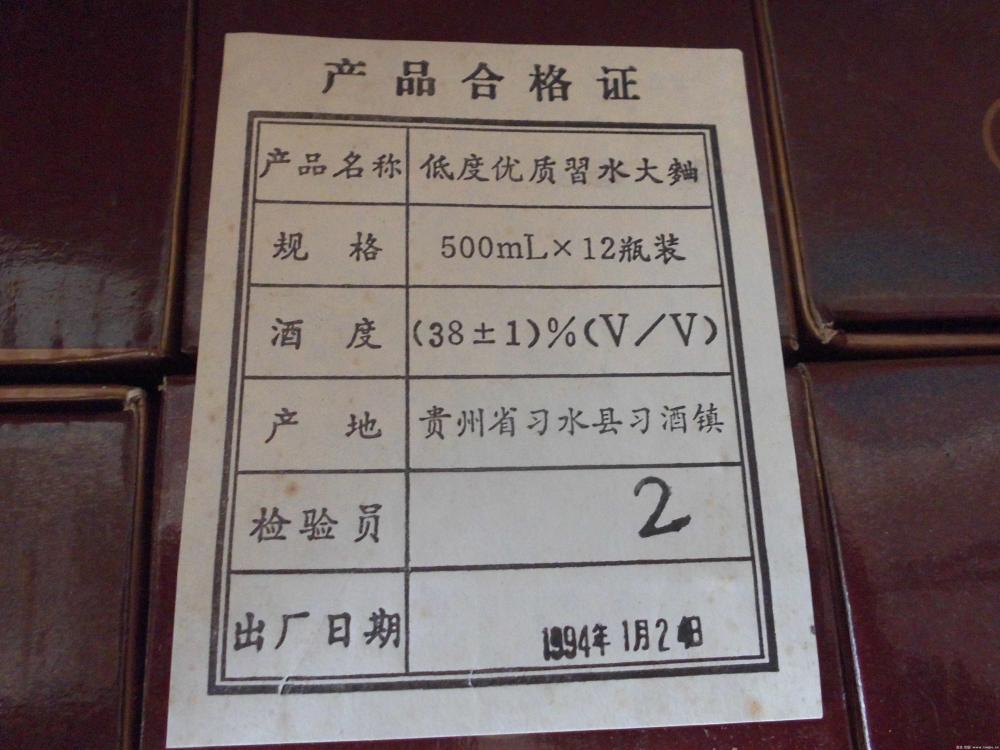 产品合格证
产品名称 低度优质習水大麯
规格 500mL×12瓶装
酒度 (38±1)%(V/V)
产地 贵州省习水县习酒镇
检验员 2
出厂日期 1994年1月2日